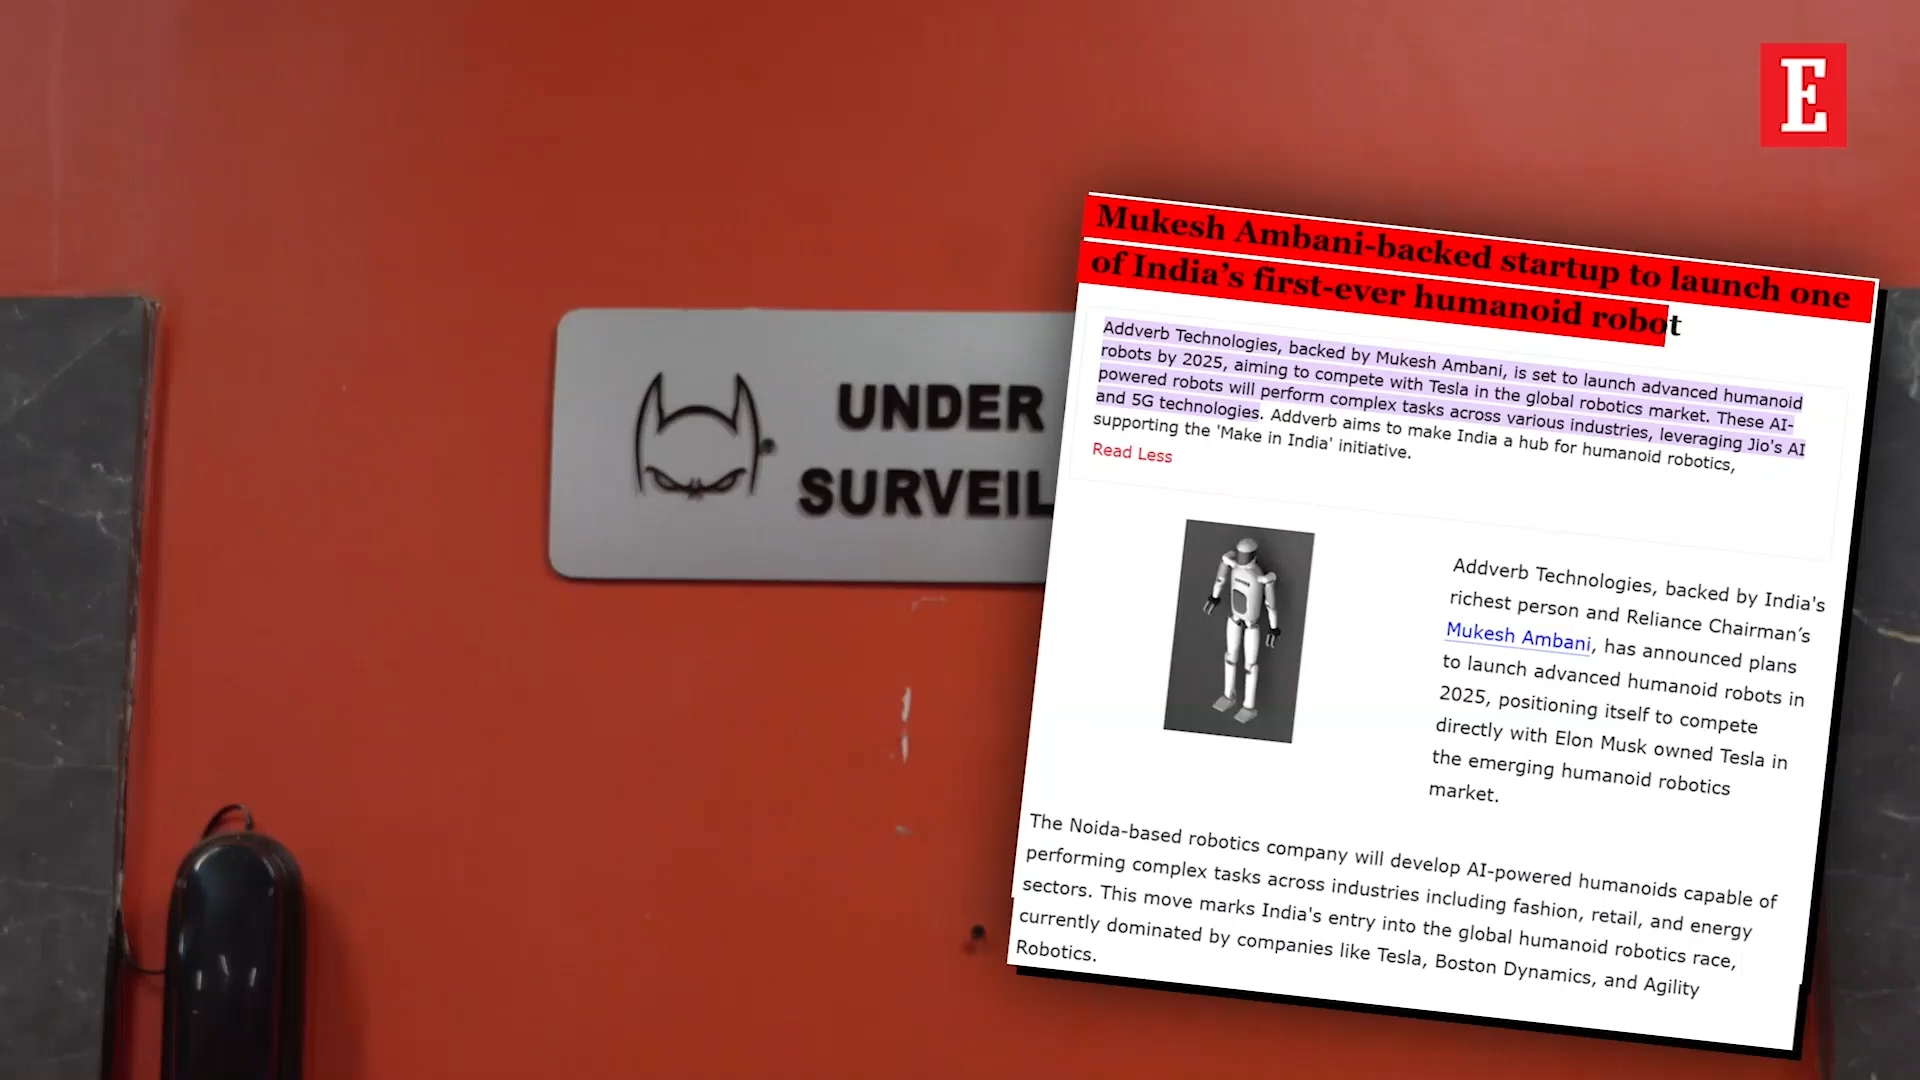 E
UNDER
SURVEIL
Mukesh Ambani-backed startup to launch one
of India’s first-ever humanoid robot
Addverb Technologies, backed by Mukesh Ambani, is set to launch advanced humanoid
robots by 2025, aiming to compete with Tesla in the global robotics market. These AI-
powered robots will perform complex tasks across various industries, leveraging Jio's AI
and 5G technologies. Addverb aims to make India a hub for humanoid robotics,
supporting the 'Make in India' initiative.
Read Less
Addverb Technologies, backed by India's
richest person and Reliance Chairman’s
Mukesh Ambani, has announced plans
to launch advanced humanoid robots in
2025, positioning itself to compete
directly with Elon Musk owned Tesla in
the emerging humanoid robotics
market.
The Noida-based robotics company will develop AI-powered humanoids capable of
performing complex tasks across industries including fashion, retail, and energy
sectors. This move marks India's entry into the global humanoid robotics race,
currently dominated by companies like Tesla, Boston Dynamics, and Agility
Robotics.